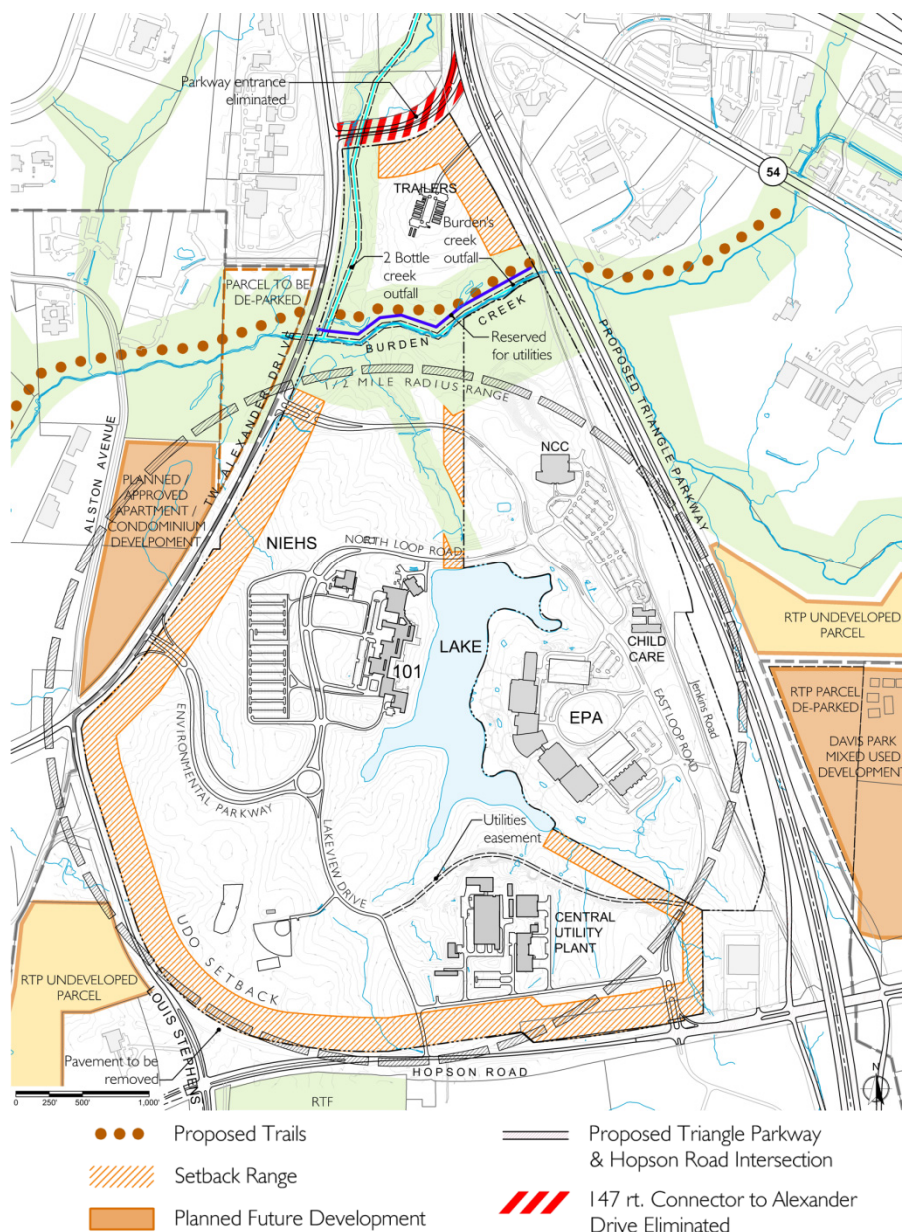 Parkway entrance
eliminated
54
TRAILERS
Burden's
creek
outfall
2 Bottle
creek
outfall
PARCEL TO BE
DE-PARKED
BURDEN CREEK
Reserved
for utilities
1/2 MILE RADIUS RANGE
TW. ALEXANDER DRIVE
PROPOSED TRIANGLE PARKWAY
ALSTON AVENUE
PLANNED /
APPROVED
APARTMENT /
CONDOMINIUM
DEVELPOMENT
NCC
NIEHS
NORTH LOOP ROAD
LAKE
101
CHILD
CARE
RTP UNDEVELOPED
PARCEL
EPA
EAST LOOP ROAD
Jenkins Road
RTP PARCEL
DE-PARKED
DAVIS PARK
MIXED USED
DEVELOPMENT
ENVIRONMENTAL PARKWAY
LAKEVIEW DRIVE
Utilities
easement
CENTRAL
UTILITY
PLANT
UDO SETBACK
RTP UNDEVELOPED
PARCEL
LOUIS STEPHENS
Pavement to be
removed
HOPSON ROAD
RTF
N
0 250' 500' 1,000'
Proposed Trails
Setback Range
Planned Future Development
Proposed Triangle Parkway
& Hopson Road Intersection
147 rt. Connector to Alexander
Drive Eliminated